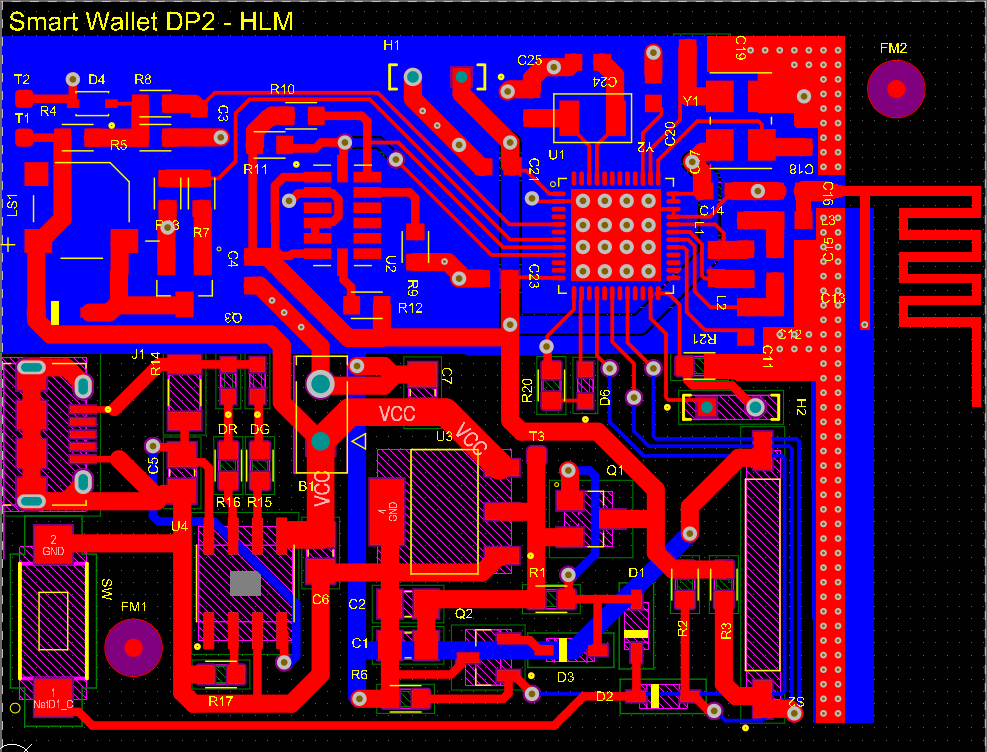 Smart Wallet DP2 - HLM
H1
C25
C19
FM2
T2
D4
R8
R4
C3
R10
C24
Y1
T1
R5
R11
U1
Y2
C20
C21
C18
LS1
R7
C14
C16
L1
C15
C4
U2
R9
C23
L2
C13
R12
Q3
R21
C12
C11
J1
R14
C7
R20
D9
H2
VCC
DR
DG
U3
VCC
T3
C5
B1
VCC
Q1
R16
R15
U4
4
GND
2
GND
SW
FM1
C6
R1
D1
C2
Q2
C1
R2
R3
R6
D3
R17
D2
1
NetD1_C